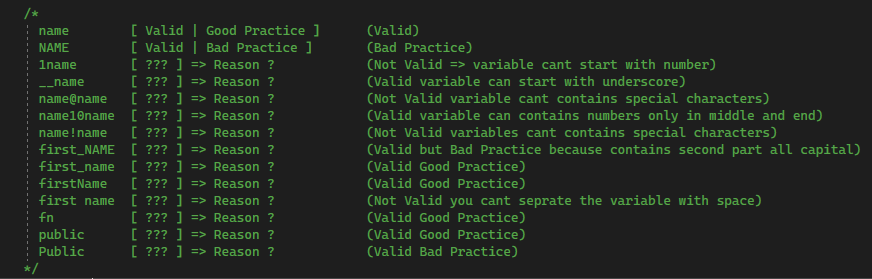 /*
name [ Valid | Good Practice ] (Valid)
NAME [ Valid | Bad Practice ] (Bad Practice)
1name [ ??? ] => Reason ? (Not Valid => variable cant start with number)
__name [ ??? ] => Reason ? (Valid variable can start with underscore)
name@name [ ??? ] => Reason ? (Not Valid variable cant contains special characters)
name10name [ ??? ] => Reason ? (Valid variable can contains numbers only in middle and end)
name!name [ ??? ] => Reason ? (Not Valid variables cant contains special characters)
first_NAME [ ??? ] => Reason ? (Valid but Bad Practice because contains second part all capital)
first_name [ ??? ] => Reason ? (Valid Good Practice)
firstName [ ??? ] => Reason ? (Valid Good Practice)
first name [ ??? ] => Reason ? (Not Valid you cant seprate the variable with space)
fn [ ??? ] => Reason ? (Valid Good Practice)
public [ ??? ] => Reason ? (Valid Good Practice)
Public [ ??? ] => Reason ? (Valid Bad Practice)
*/